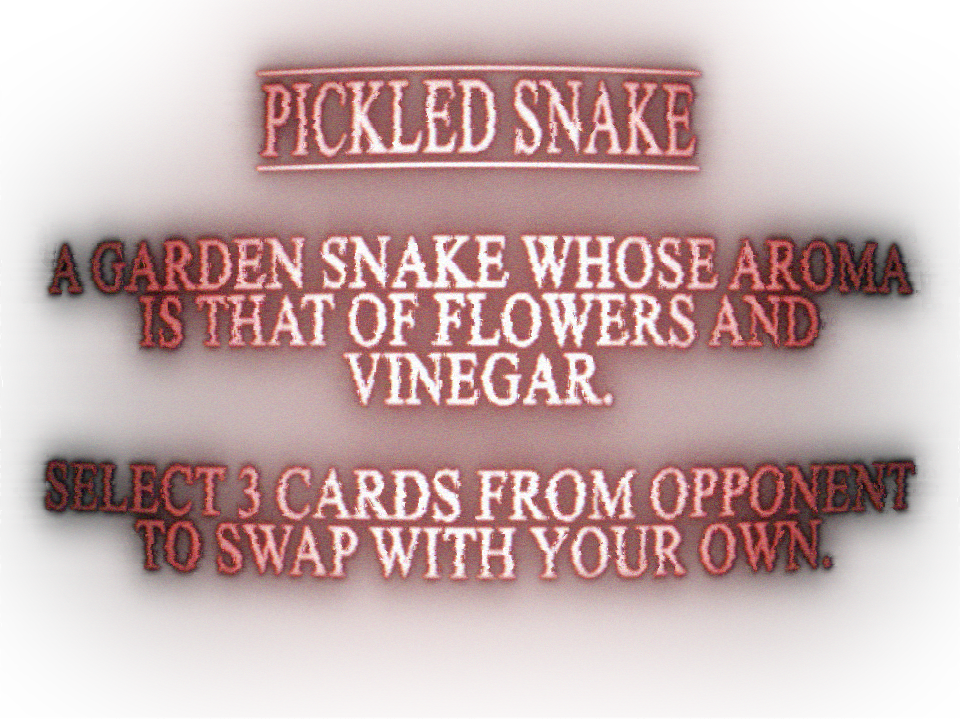 PICKLED SNAKE
A GARDEN SNAKE WHOSE AROMA
IS THAT OF FLOWERS AND
VINEGAR.
SELECT 3 CARDS FROM OPPONENT
TO SWAP WITH YOUR OWN.